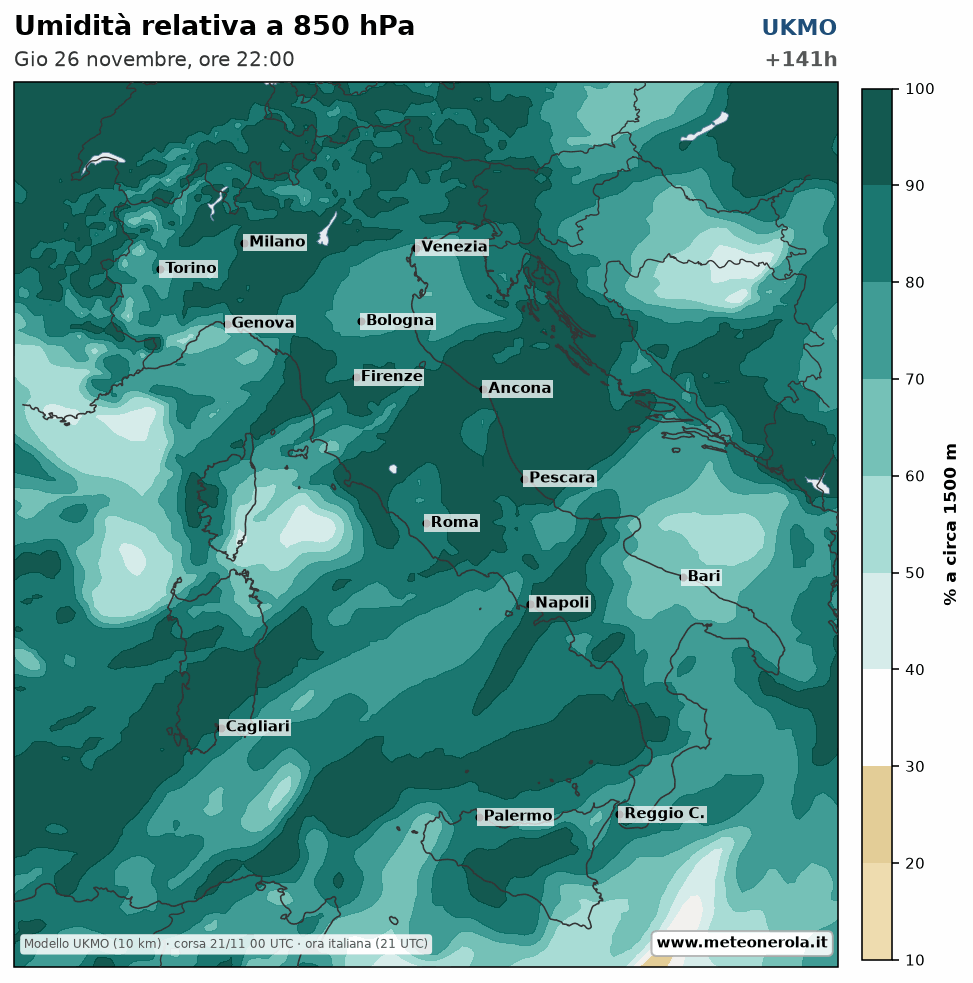 Umidità relativa a 850 hPa
UKMO
Gio 26 novembre, ore 22:00
+141h
100
90
80
70
60
50
40
30
20
10
% a circa 1500 m
Milano
Venezia
Torino
Genova
Bologna
Firenze
Ancona
Pescara
Roma
Bari
Napoli
Cagliari
Palermo
Reggio C.
Modello UKMO (10 km) · corsa 21/11 00 UTC · ora italiana (21 UTC)
www.meteonerola.it